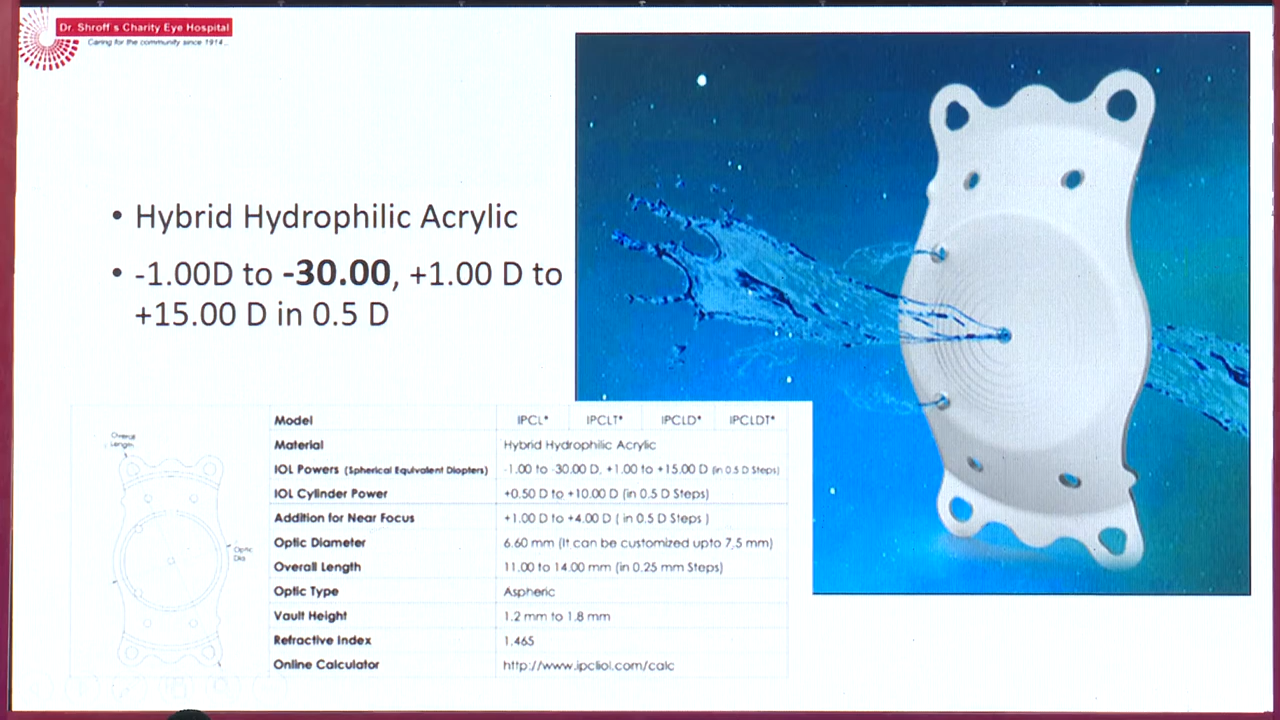 Dr. Shroff's Charity Eye Hospital
Caring for the community since 1914...
• Hybrid Hydrophilic Acrylic
• -1.00D to -30.00, +1.00 D to
+15.00 D in 0.5 D
Overall
Length
Optic
Dia
Model IPCL* IPCLT* IPCLD* IPCLDT*
Material Hybrid Hydrophilic Acrylic
IOL Powers (Spherical Equivalent Diopters) -1.00 to -30.00 D, +1.00 to +15.00 D (in 0.5 D Steps)
IOL Cylinder Power +0.50 D to +10.00 D (in 0.5 D Steps)
Addition for Near Focus +1.00 D to +4.00 D ( in 0.5 D Steps )
Optic Diameter 6.60 mm (It can be customized upto 7.5 mm)
Overall Length 11.00 to 14.00 mm (in 0.25 mm Steps)
Optic Type Aspheric
Vault Height 1.2 mm to 1.8 mm
Refractive Index 1.465
Online Calculator http://www.ipcliol.com/calc